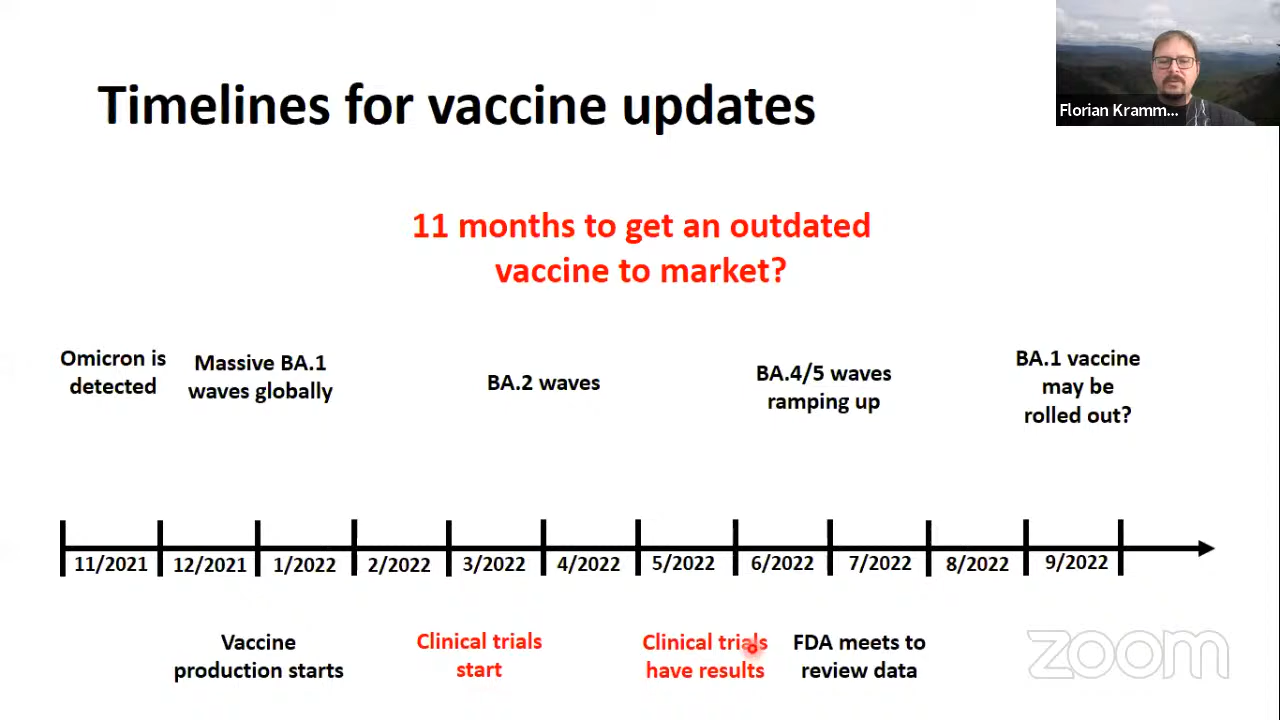 Timelines for vaccine updates
Florian Kramm...
11 months to get an outdated
vaccine to market?
Omicron is
detected
Massive BA.1
waves globally
BA.2 waves
BA.4/5 waves
ramping up
BA.1 vaccine
may be
rolled out?
11/2021 12/2021 1/2022 2/2022 3/2022 4/2022 5/2022 6/2022 7/2022 8/2022 9/2022
Vaccine
production starts
Clinical trials
start
Clinical trials
have results
FDA meets to
review data
zoom